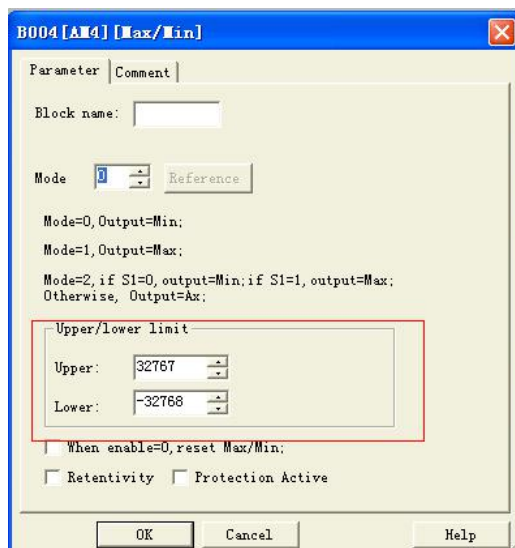 B004[AM4][Max/Min]
Parameter Comment
Block name:
Mode 0 Reference
Mode=0,Output=Min;
Mode=1,Output=Max;
Mode=2,if S1=0,output=Min;if S1=1,output=Max;
Otherwise, Output=Ax;
Upper/lower limit
Upper: 32767
Lower: -32768
When enable=0,reset Max/Min;
Retentivity Protection Active
OK Cancel Help